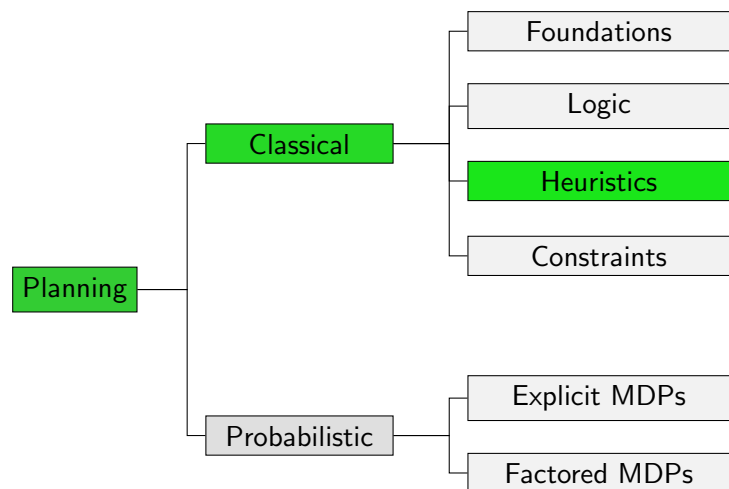 Foundations
Logic
Classical
Heuristics
Constraints
Planning
Explicit MDPs
Probabilistic
Factored MDPs